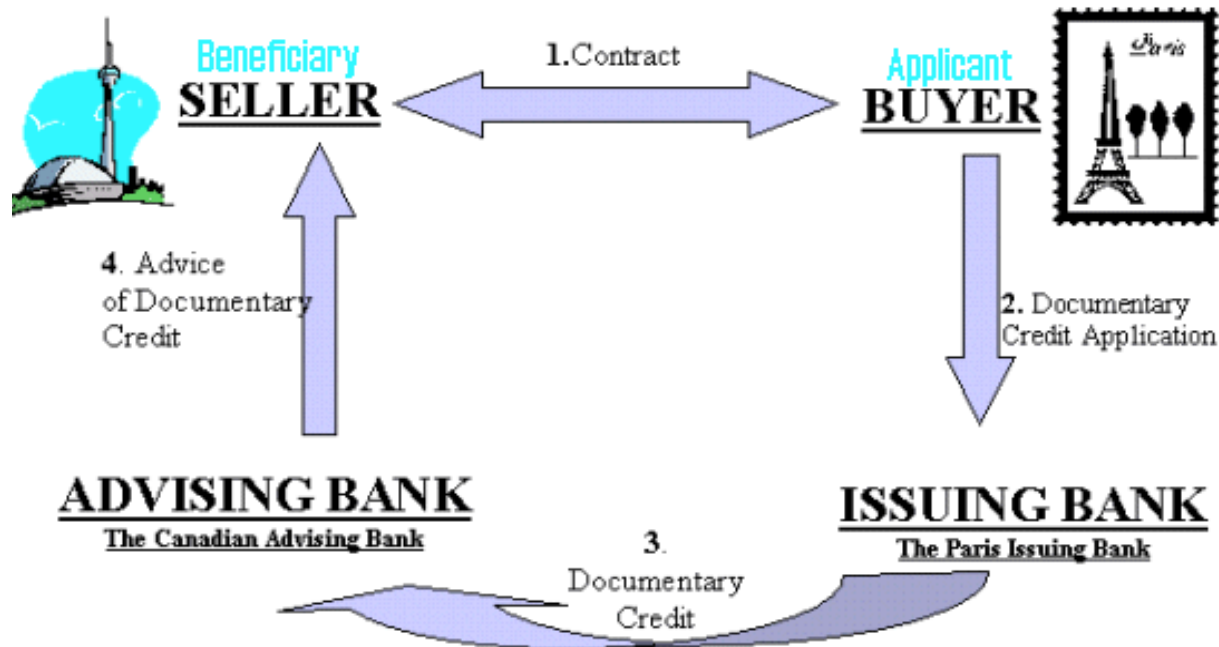 Beneficiary
SELLER
1.Contract
Applicant
BUYER
Paris
4. Advice
of Documentary
Credit
2. Documentary
Credit Application
ADVISING BANK
The Canadian Advising Bank
ISSUING BANK
The Paris Issuing Bank
3.
Documentary
Credit